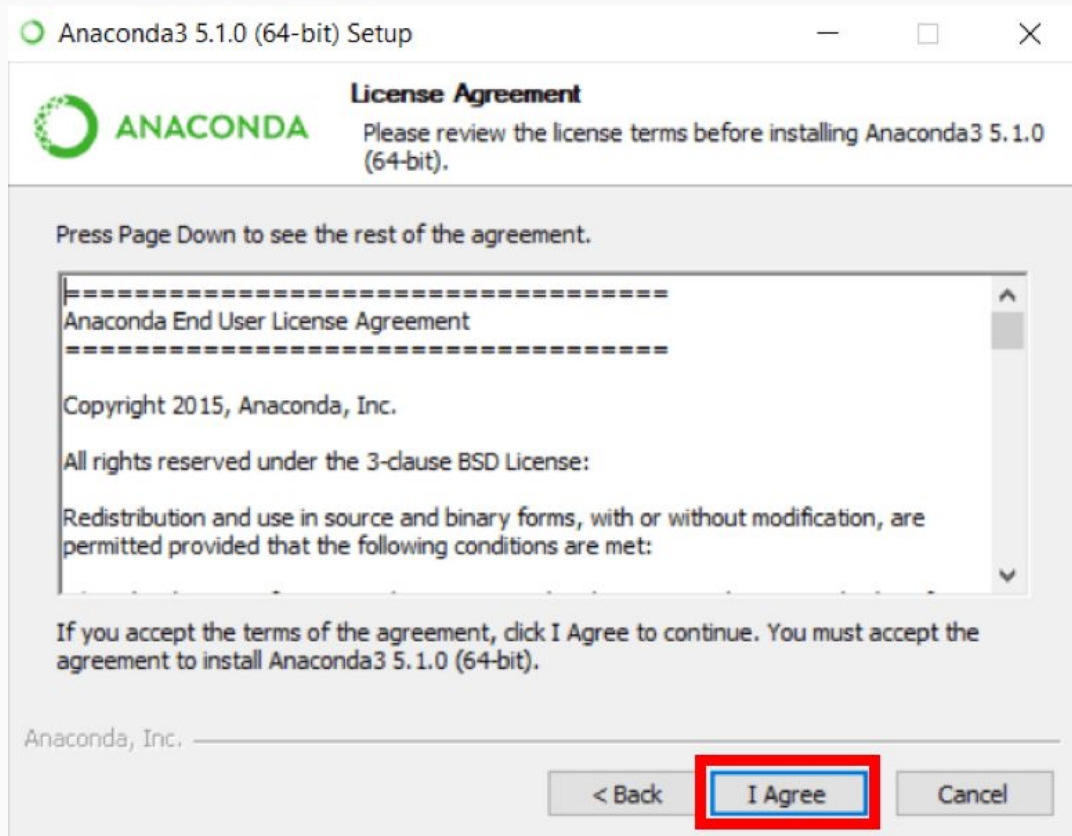 Anaconda3 5.1.0 (64-bit) Setup
ANACONDA
License Agreement
Please review the license terms before installing Anaconda3 5.1.0
(64-bit).
Press Page Down to see the rest of the agreement.
===================================
Anaconda End User License Agreement
===================================
Copyright 2015, Anaconda, Inc.
All rights reserved under the 3-clause BSD License:
Redistribution and use in source and binary forms, with or without modification, are
permitted provided that the following conditions are met:
If you accept the terms of the agreement, click I Agree to continue. You must accept the
agreement to install Anaconda3 5.1.0 (64-bit).
Anaconda, Inc.
< Back
I Agree
Cancel